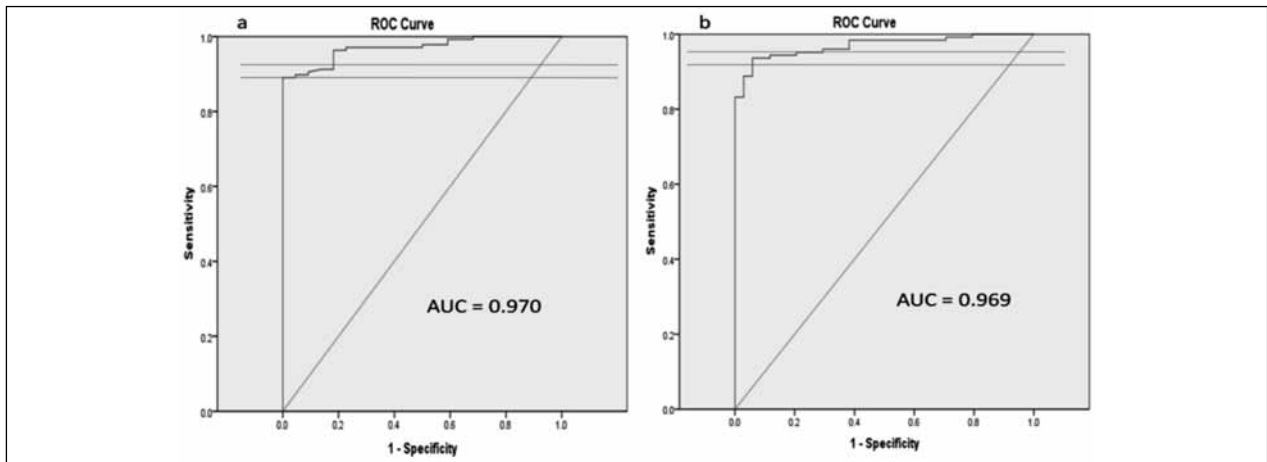 a
ROC Curve
1.0
0.8
0.6
0.4
0.2
0.0
Sensitivity
AUC = 0.970
0.0 0.2 0.4 0.6 0.8 1.0
1 - Specificity
b
ROC Curve
1.0
0.8
0.6
0.4
0.2
0.0
Sensitivity
AUC = 0.969
0.0 0.2 0.4 0.6 0.8 1.0
1 - Specificity